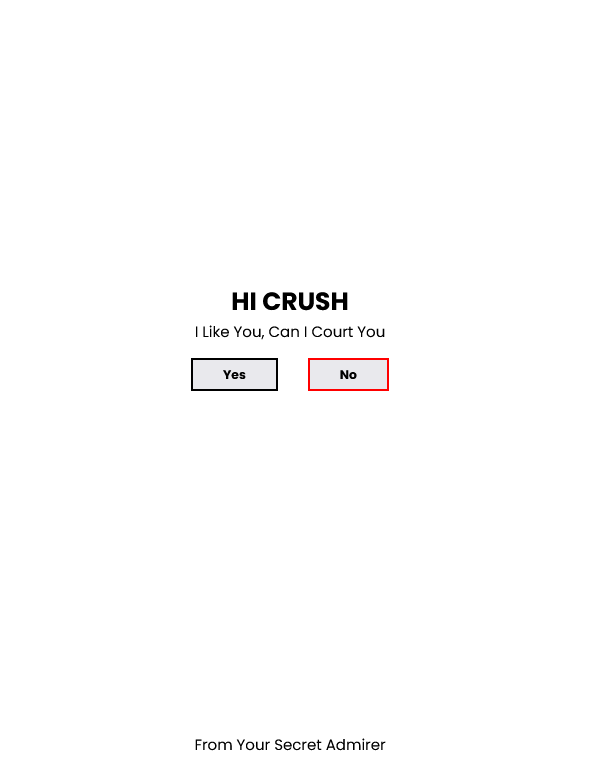 HI CRUSH
I Like You, Can I Court You
Yes
No
From Your Secret Admirer